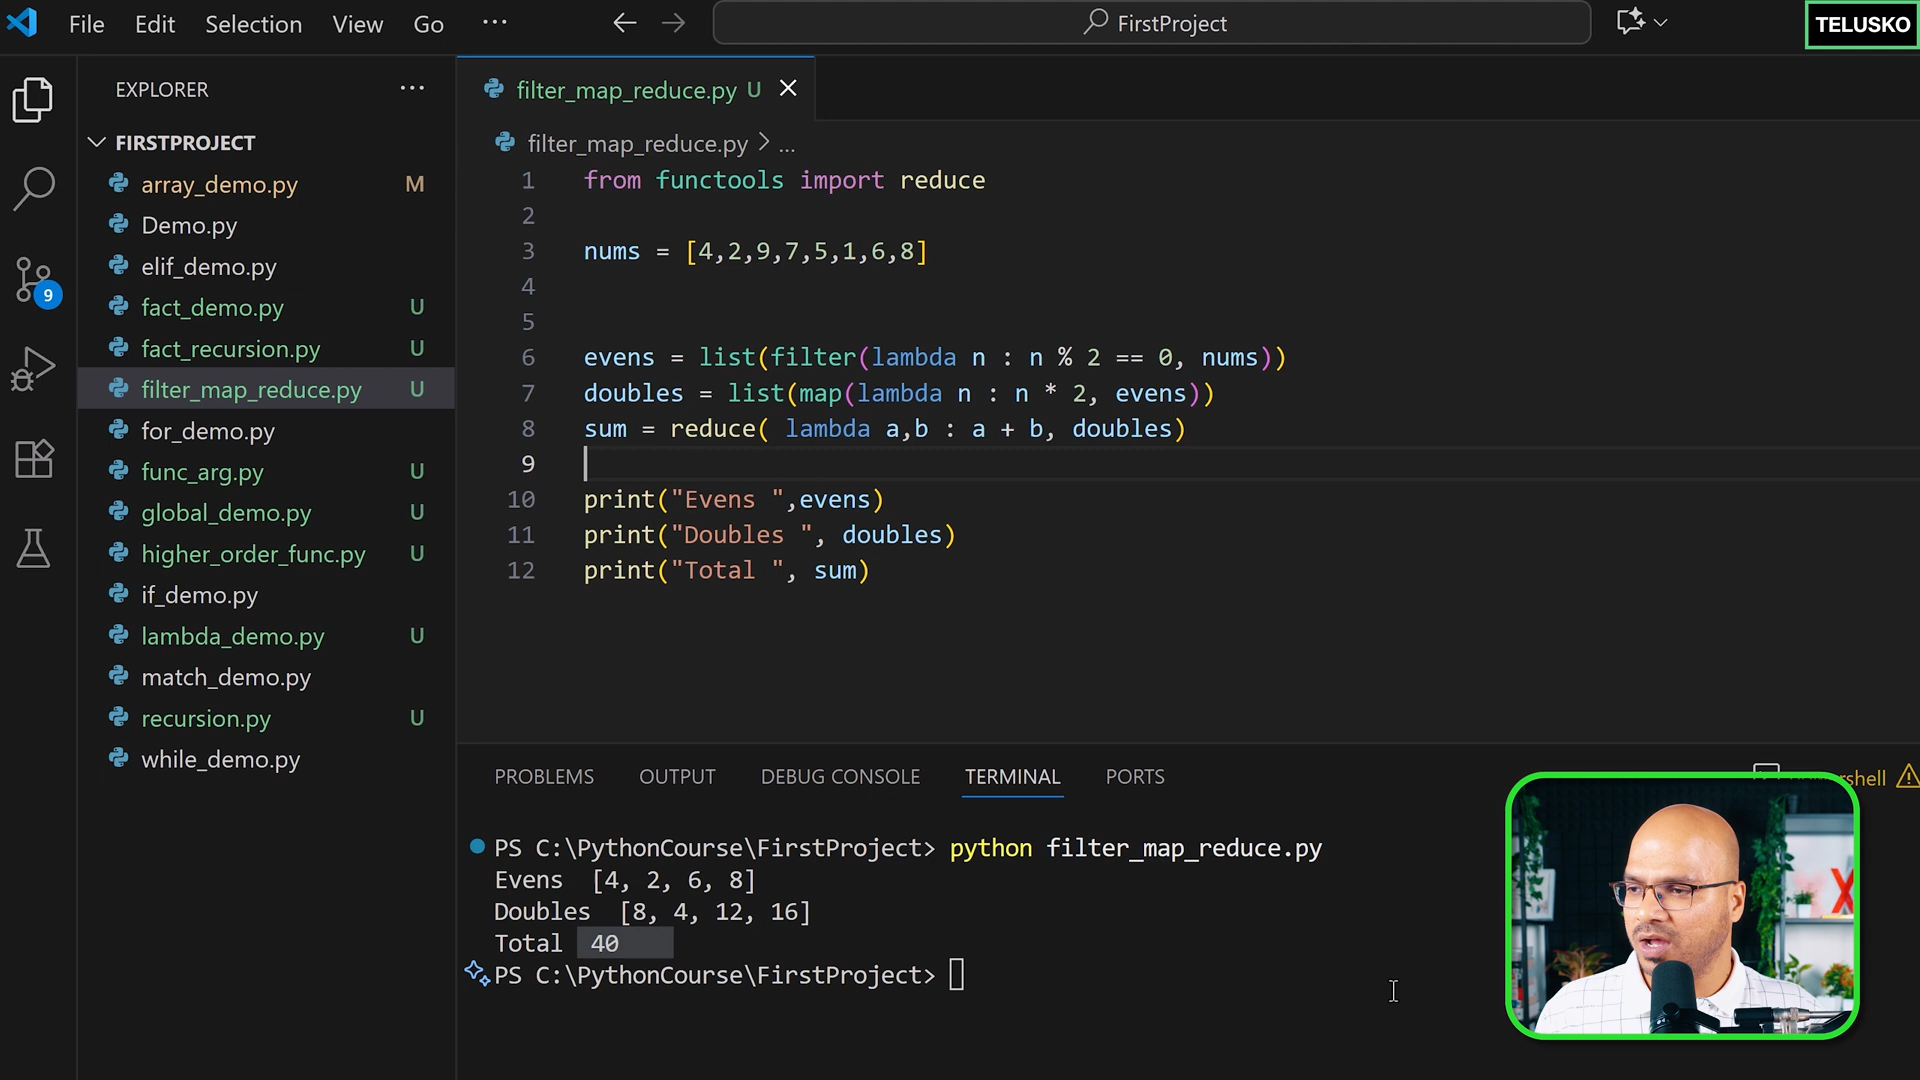 File Edit Selection View Go ... FirstProject TELUSKO
EXPLORER ...
FIRSTPROJECT
array_demo.py M
Demo.py
elif_demo.py
fact_demo.py U
fact_recursion.py U
filter_map_reduce.py U
for_demo.py
func_arg.py U
global_demo.py U
higher_order_func.py U
if_demo.py
lambda_demo.py U
match_demo.py
recursion.py U
while_demo.py
9
filter_map_reduce.py U
filter_map_reduce.py > ...
1 from functools import reduce
2
3 nums = [4,2,9,7,5,1,6,8]
4
5
6 evens = list(filter(lambda n : n % 2 == 0, nums))
7 doubles = list(map(lambda n : n * 2, evens))
8 sum = reduce( lambda a,b : a + b, doubles)
9
10 print("Evens ",evens)
11 print("Doubles ", doubles)
12 print("Total ", sum)
PROBLEMS OUTPUT DEBUG CONSOLE TERMINAL PORTS
PS C:\PythonCourse\FirstProject> python filter_map_reduce.py
Evens  [4, 2, 6, 8]
Doubles  [8, 4, 12, 16]
Total  40
PS C:\PythonCourse\FirstProject>